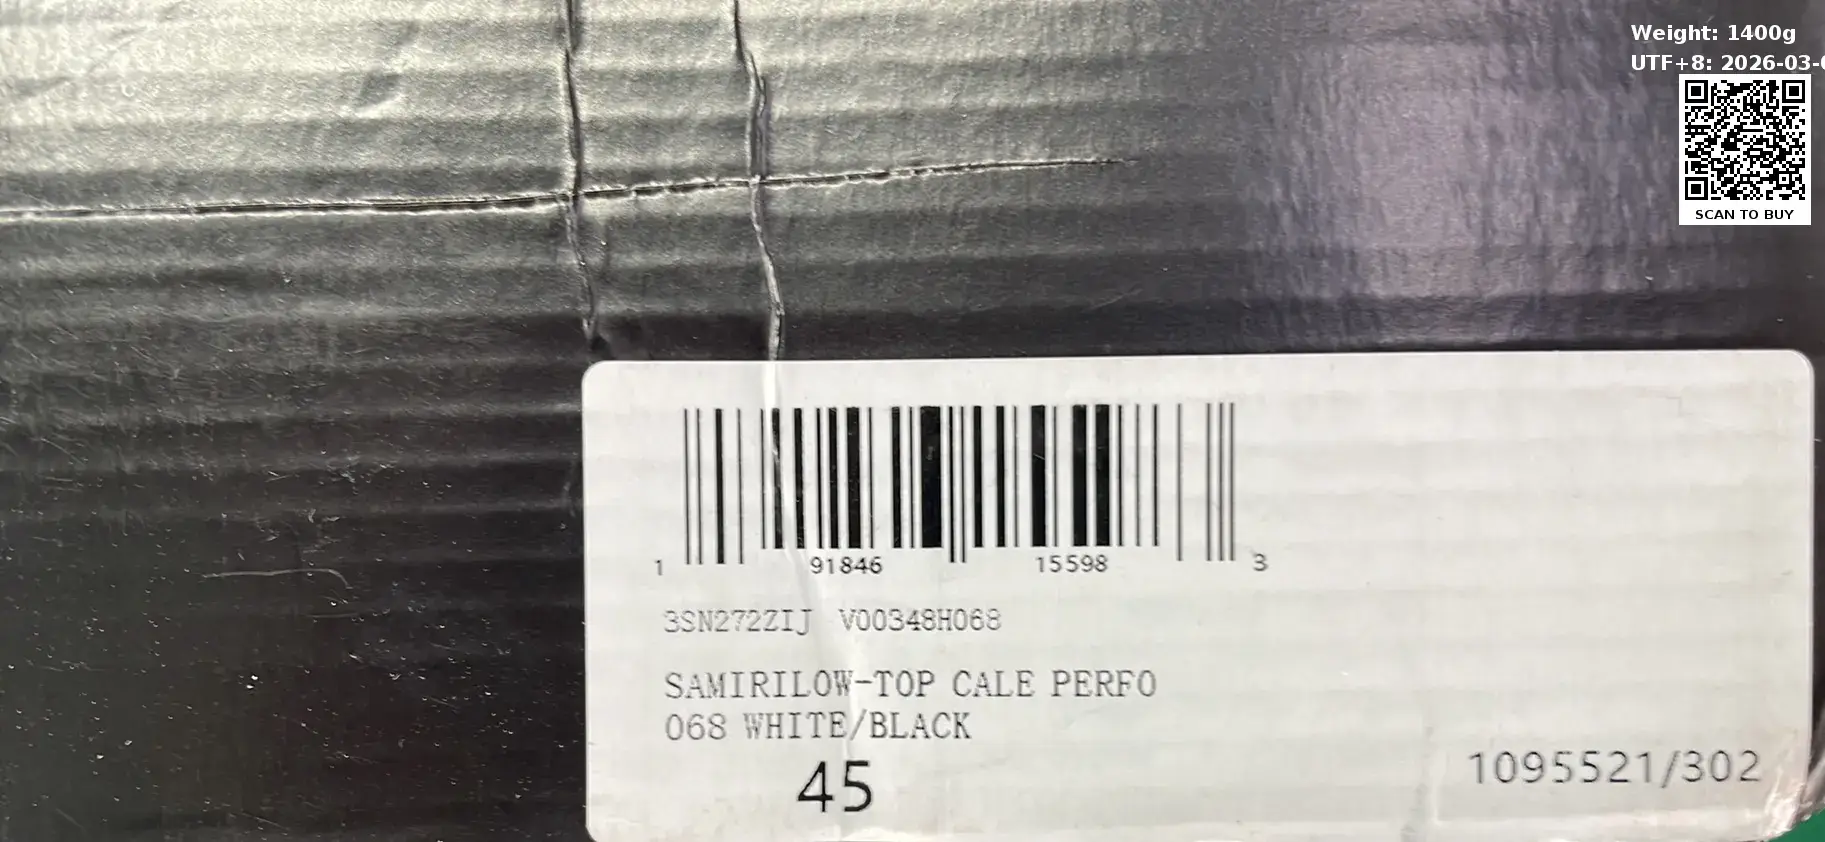 Weight: 1400g
UTF+8: 2026-03-
SCAN TO BUY
1 91846 15598 3
3SN272ZIJ V00348H068
SAMIRILOW-TOP CALE PERFO
068 WHITE/BLACK
45
1095521/302